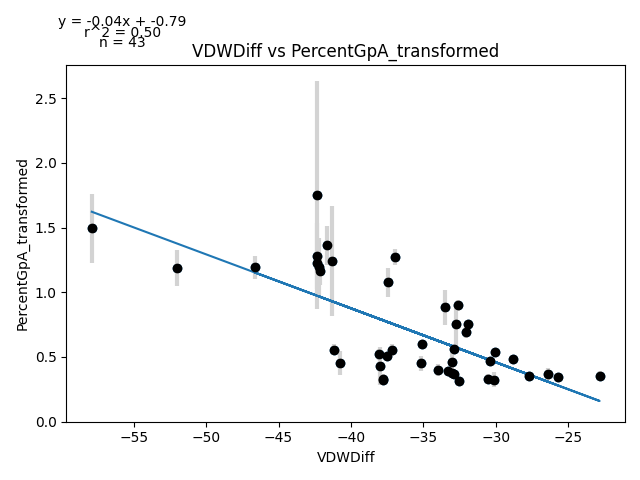 y = -0.04x + -0.79
r^2 = 0.50
n = 43
VDWDiff vs PercentGpA_transformed
PercentGpA_transformed
2.5
2.0
1.5
1.0
0.5
0.0
−55 −50 −45 −40 −35 −30 −25
VDWDiff